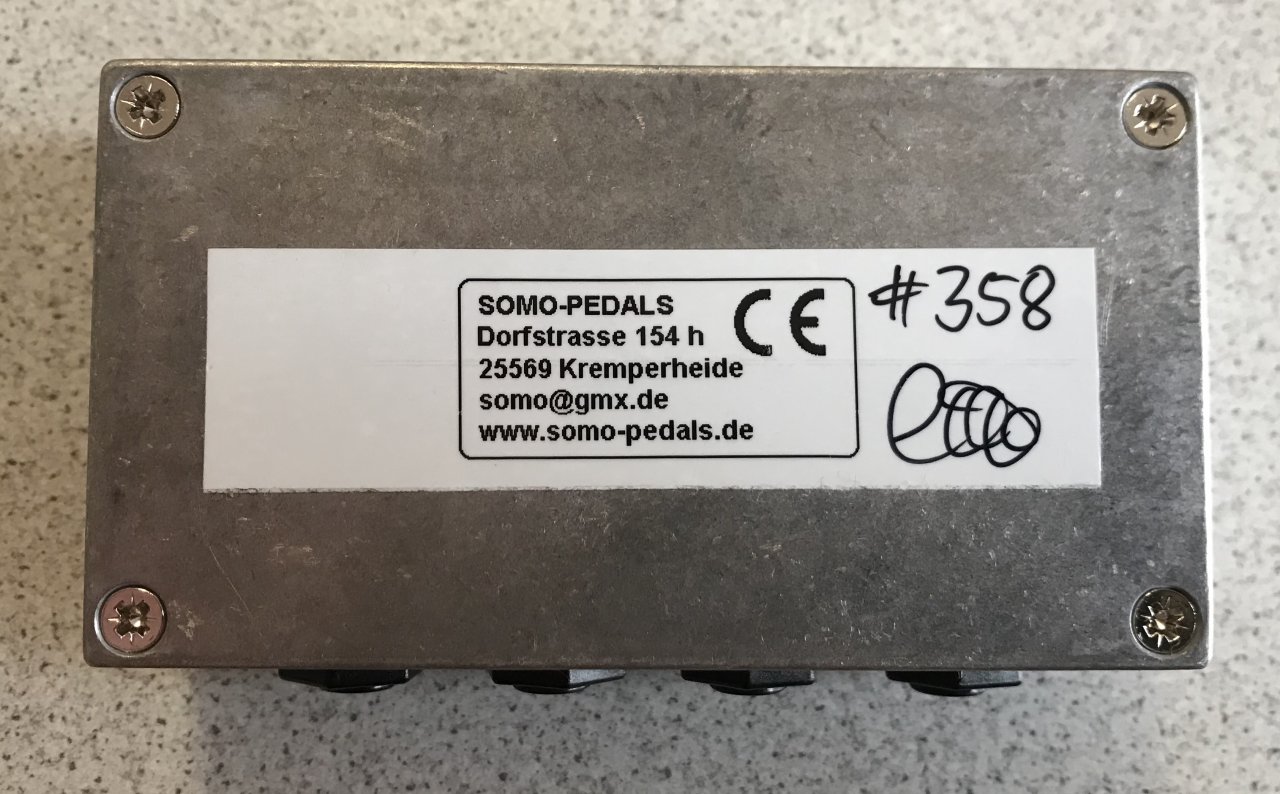 SOMO-PEDALS
Dorfstrasse 154 h
25569 Kremperheide
somo@gmx.de
www.somo-pedals.de
CE
#358